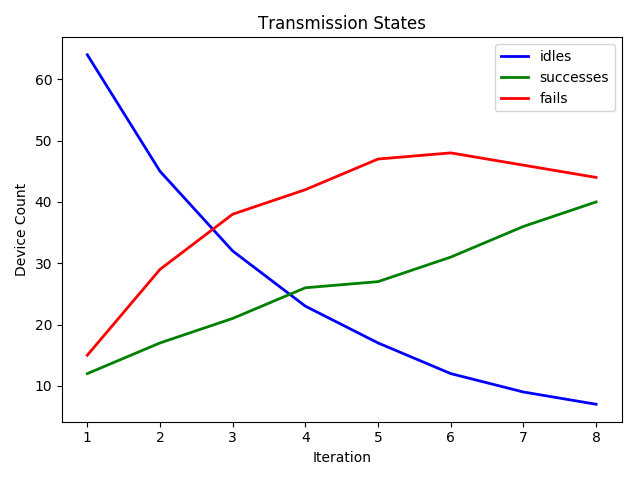 Transmission States
idles
successes
fails
60
50
40
30
20
10
Device Count
1 2 3 4 5 6 7 8
Iteration